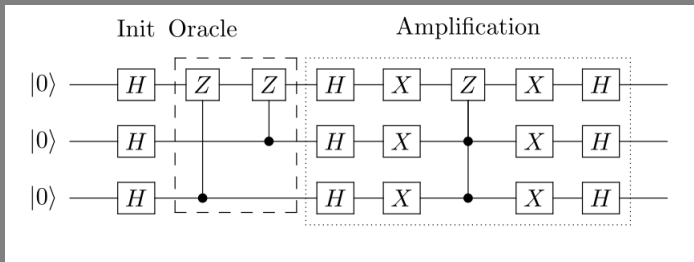 Init Oracle Amplification
|0⟩ H Z Z H X Z X H
|0⟩ H H X X H
|0⟩ H H X X H